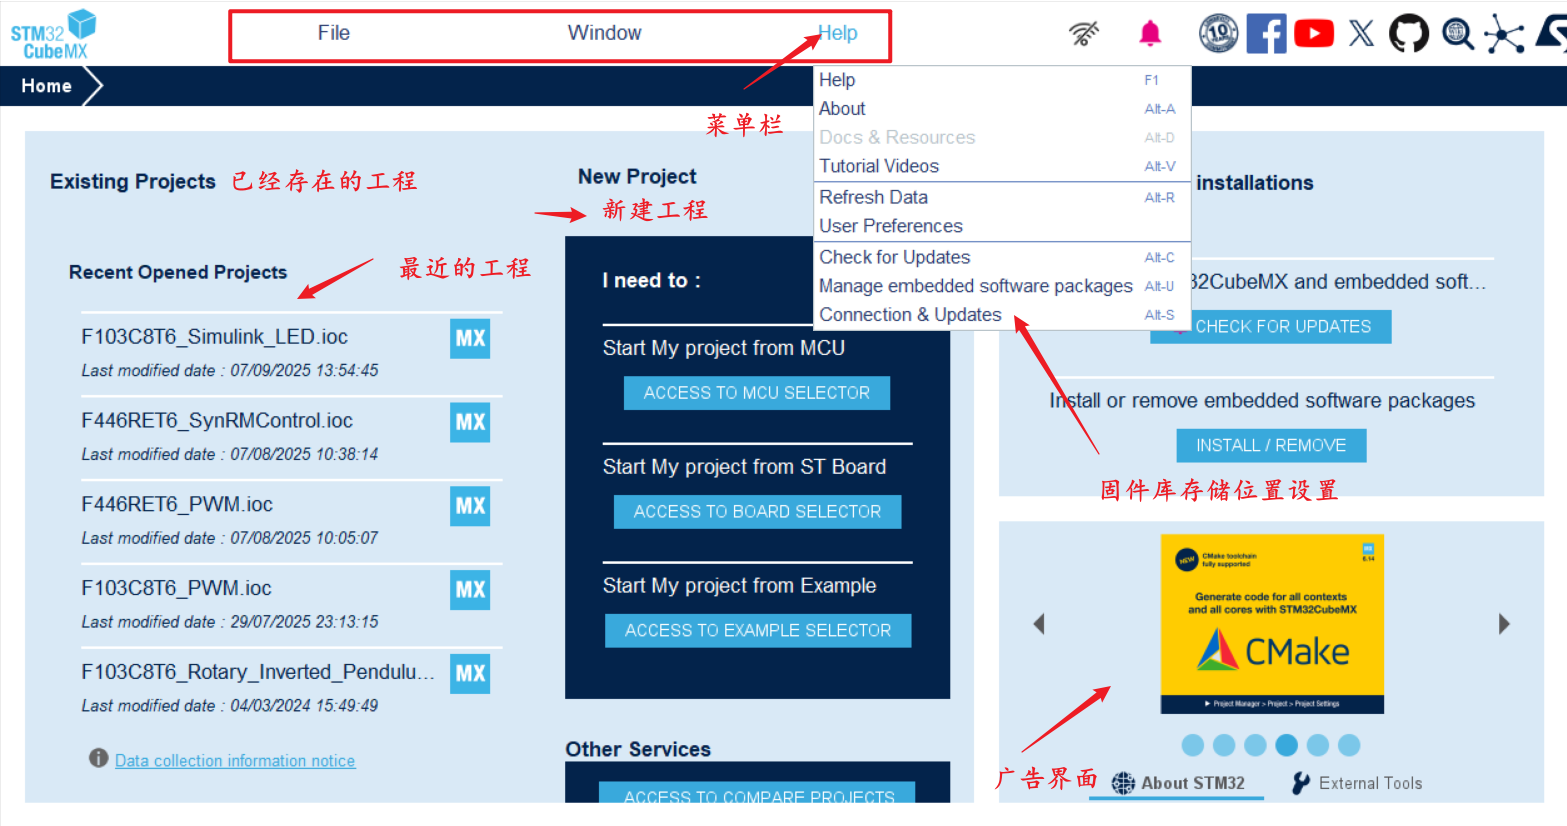 STM32
CubeMX
File
Window
Help
10
Home
Help F1
About Alt-A
Docs & Resources Alt-D
Tutorial Videos Alt-V
Refresh Data Alt-R
User Preferences
Check for Updates Alt-C
Manage embedded software packages Alt-U
Connection & Updates Alt-S
菜单栏
Existing Projects 已经存在的工程
Recent Opened Projects
最近的工程
F103C8T6_Simulink_LED.ioc
MX
Last modified date : 07/09/2025 13:54:45
F446RET6_SynRMControl.ioc
MX
Last modified date : 07/08/2025 10:38:14
F446RET6_PWM.ioc
MX
Last modified date : 07/08/2025 10:05:07
F103C8T6_PWM.ioc
MX
Last modified date : 29/07/2025 23:13:15
F103C8T6_Rotary_Inverted_Pendulu...
MX
Last modified date : 04/03/2024 15:49:49
Data collection information notice
New Project
新建工程
I need to :
Start My project from MCU
ACCESS TO MCU SELECTOR
Start My project from ST Board
ACCESS TO BOARD SELECTOR
Start My project from Example
ACCESS TO EXAMPLE SELECTOR
Other Services
ACCESS TO COMPARE PROJECTS
installations
32CubeMX and embedded soft...
CHECK FOR UPDATES
Install or remove embedded software packages
INSTALL / REMOVE
固件库存储位置设置
NEW
CMake toolchain
fully supported
MX
6.14
Generate code for all contexts
and all cores with STM32CubeMX
CMake
Project Manager > Project > Project Settings
广告界面
About STM32
External Tools